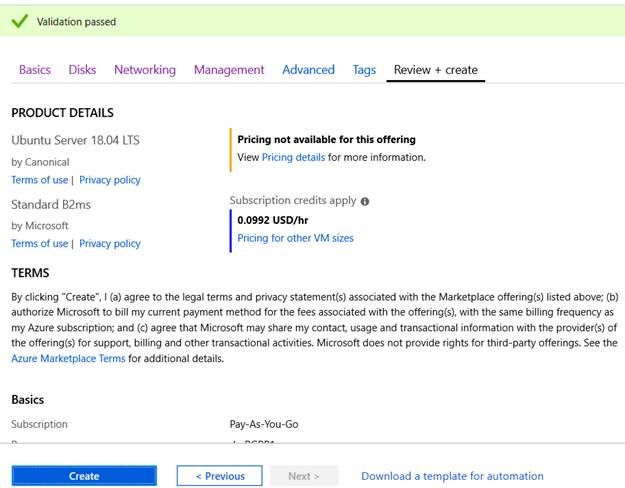 Validation passed
Basics Disks Networking Management Advanced Tags Review + create
PRODUCT DETAILS
Ubuntu Server 18.04 LTS
by Canonical
Terms of use | Privacy policy
Pricing not available for this offering
View Pricing details for more information.
Standard B2ms
by Microsoft
Terms of use | Privacy policy
Subscription credits apply
0.0992 USD/hr
Pricing for other VM sizes
TERMS
By clicking "Create", I (a) agree to the legal terms and privacy statement(s) associated with the Marketplace offering(s) listed above; (b)
authorize Microsoft to bill my current payment method for the fees associated with the offering(s), with the same billing frequency as
my Azure subscription; and (c) agree that Microsoft may share my contact, usage and transactional information with the provider(s) of
the offering(s) for support, billing and other transactional activities. Microsoft does not provide rights for third-party offerings. See the
Azure Marketplace Terms for additional details.
Basics
Subscription Pay-As-You-Go
Create < Previous Next > Download a template for automation